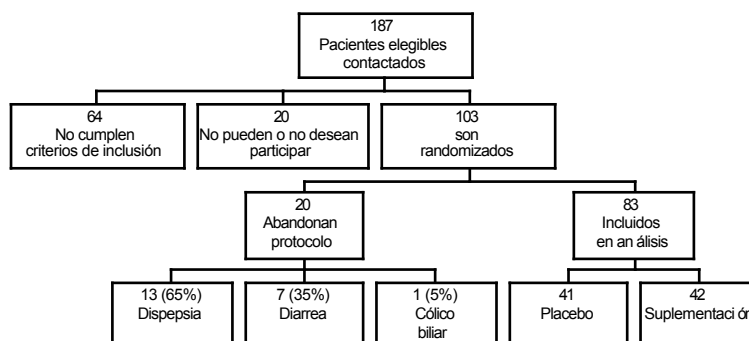 187
Pacientes elegibles
contactados
64
No cumplen
criterios de inclusión
20
No pueden o no desean
participar
103
son
randomizados
20
Abandonan
protocolo
83
Incluidos
en an álisis
13 (65%)
Dispepsia
7 (35%)
Diarrea
1 (5%)
Cólico
biliar
41
Placebo
42
Suplementaci ón